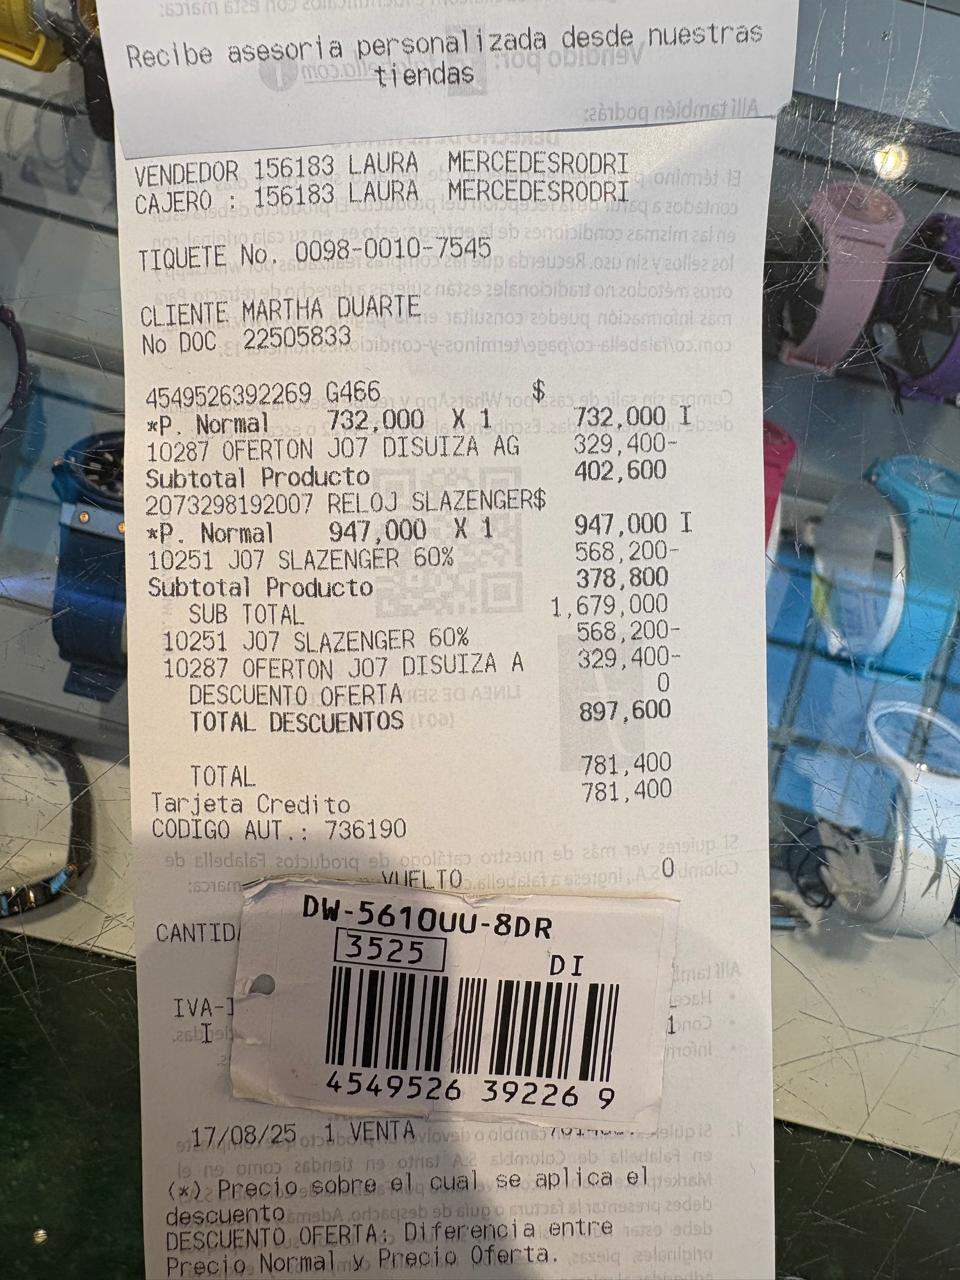 Recibe asesoria personalizada desde nuestras
tiendas
VENDEDOR 156183 LAURA MERCEDESRODRI
CAJERO : 156183 LAURA MERCEDESRODRI
TIQUETE No. 0098-0010-7545
CLIENTE MARTHA DUARTE
No DOC 22505833
4549526392269 G466 $
*P. Normal 732,000 X 1 732,000 I
10287 OFERTON J07 DISUIZA AG 329,400-
Subtotal Producto 402,600
2073298192007 RELOJ SLAZENGER$
*P. Normal 947,000 X 1 947,000 I
10251 J07 SLAZENGER 60% 568,200-
Subtotal Producto 378,800
SUB TOTAL 1,679,000
10251 J07 SLAZENGER 60% 568,200-
10287 OFERTON J07 DISUIZA A 329,400-
DESCUENTO OFERTA 0
TOTAL DESCUENTOS 897,600
TOTAL 781,400
Tarjeta Credito 781,400
CODIGO AUT.: 736190
VUELTO 0
DW-5610UU-8DR
3525
DI
4549526 39226 9
IVA-
I 1
17/08/25 1 VENTA
(*) Precio sobre el cual se aplica el
descuento
DESCUENTO OFERTA: Diferencia entre
Precio Normal y Precio Oferta.